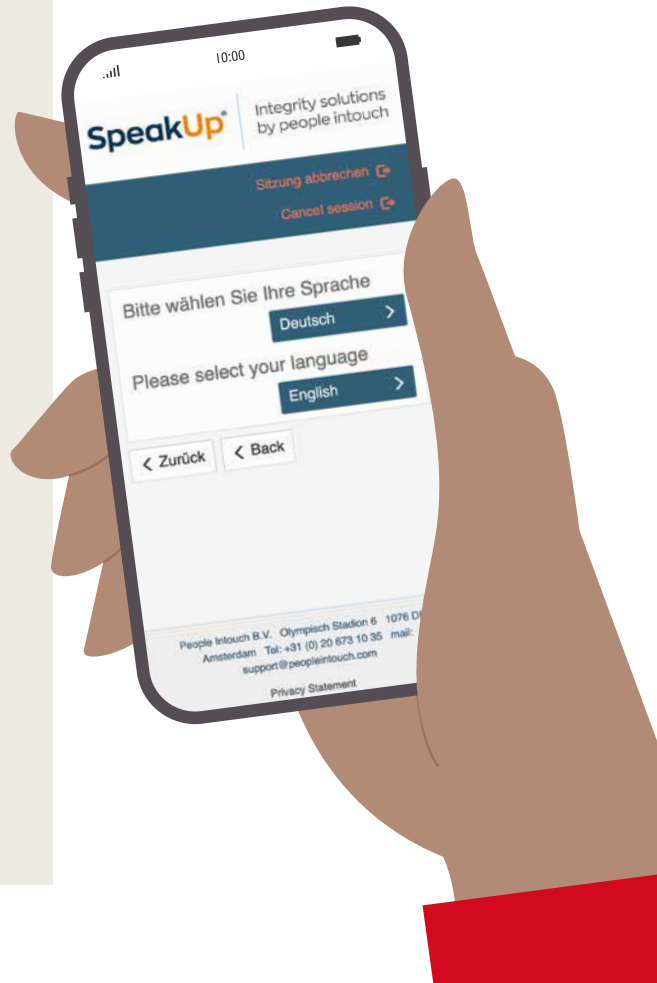 10:00
SpeakUp®
Integrity solutions
by people intouch
Sitzung abbrechen
Cancel session
Bitte wählen Sie Ihre Sprache
Deutsch
Please select your language
English
Zurück
Back
People Intouch B.V. Olympisch Stadion 6 1076
Amsterdam Tel: +31 (0) 20 673 10 35 mail:
support@peopleintouch.com
Privacy Statement